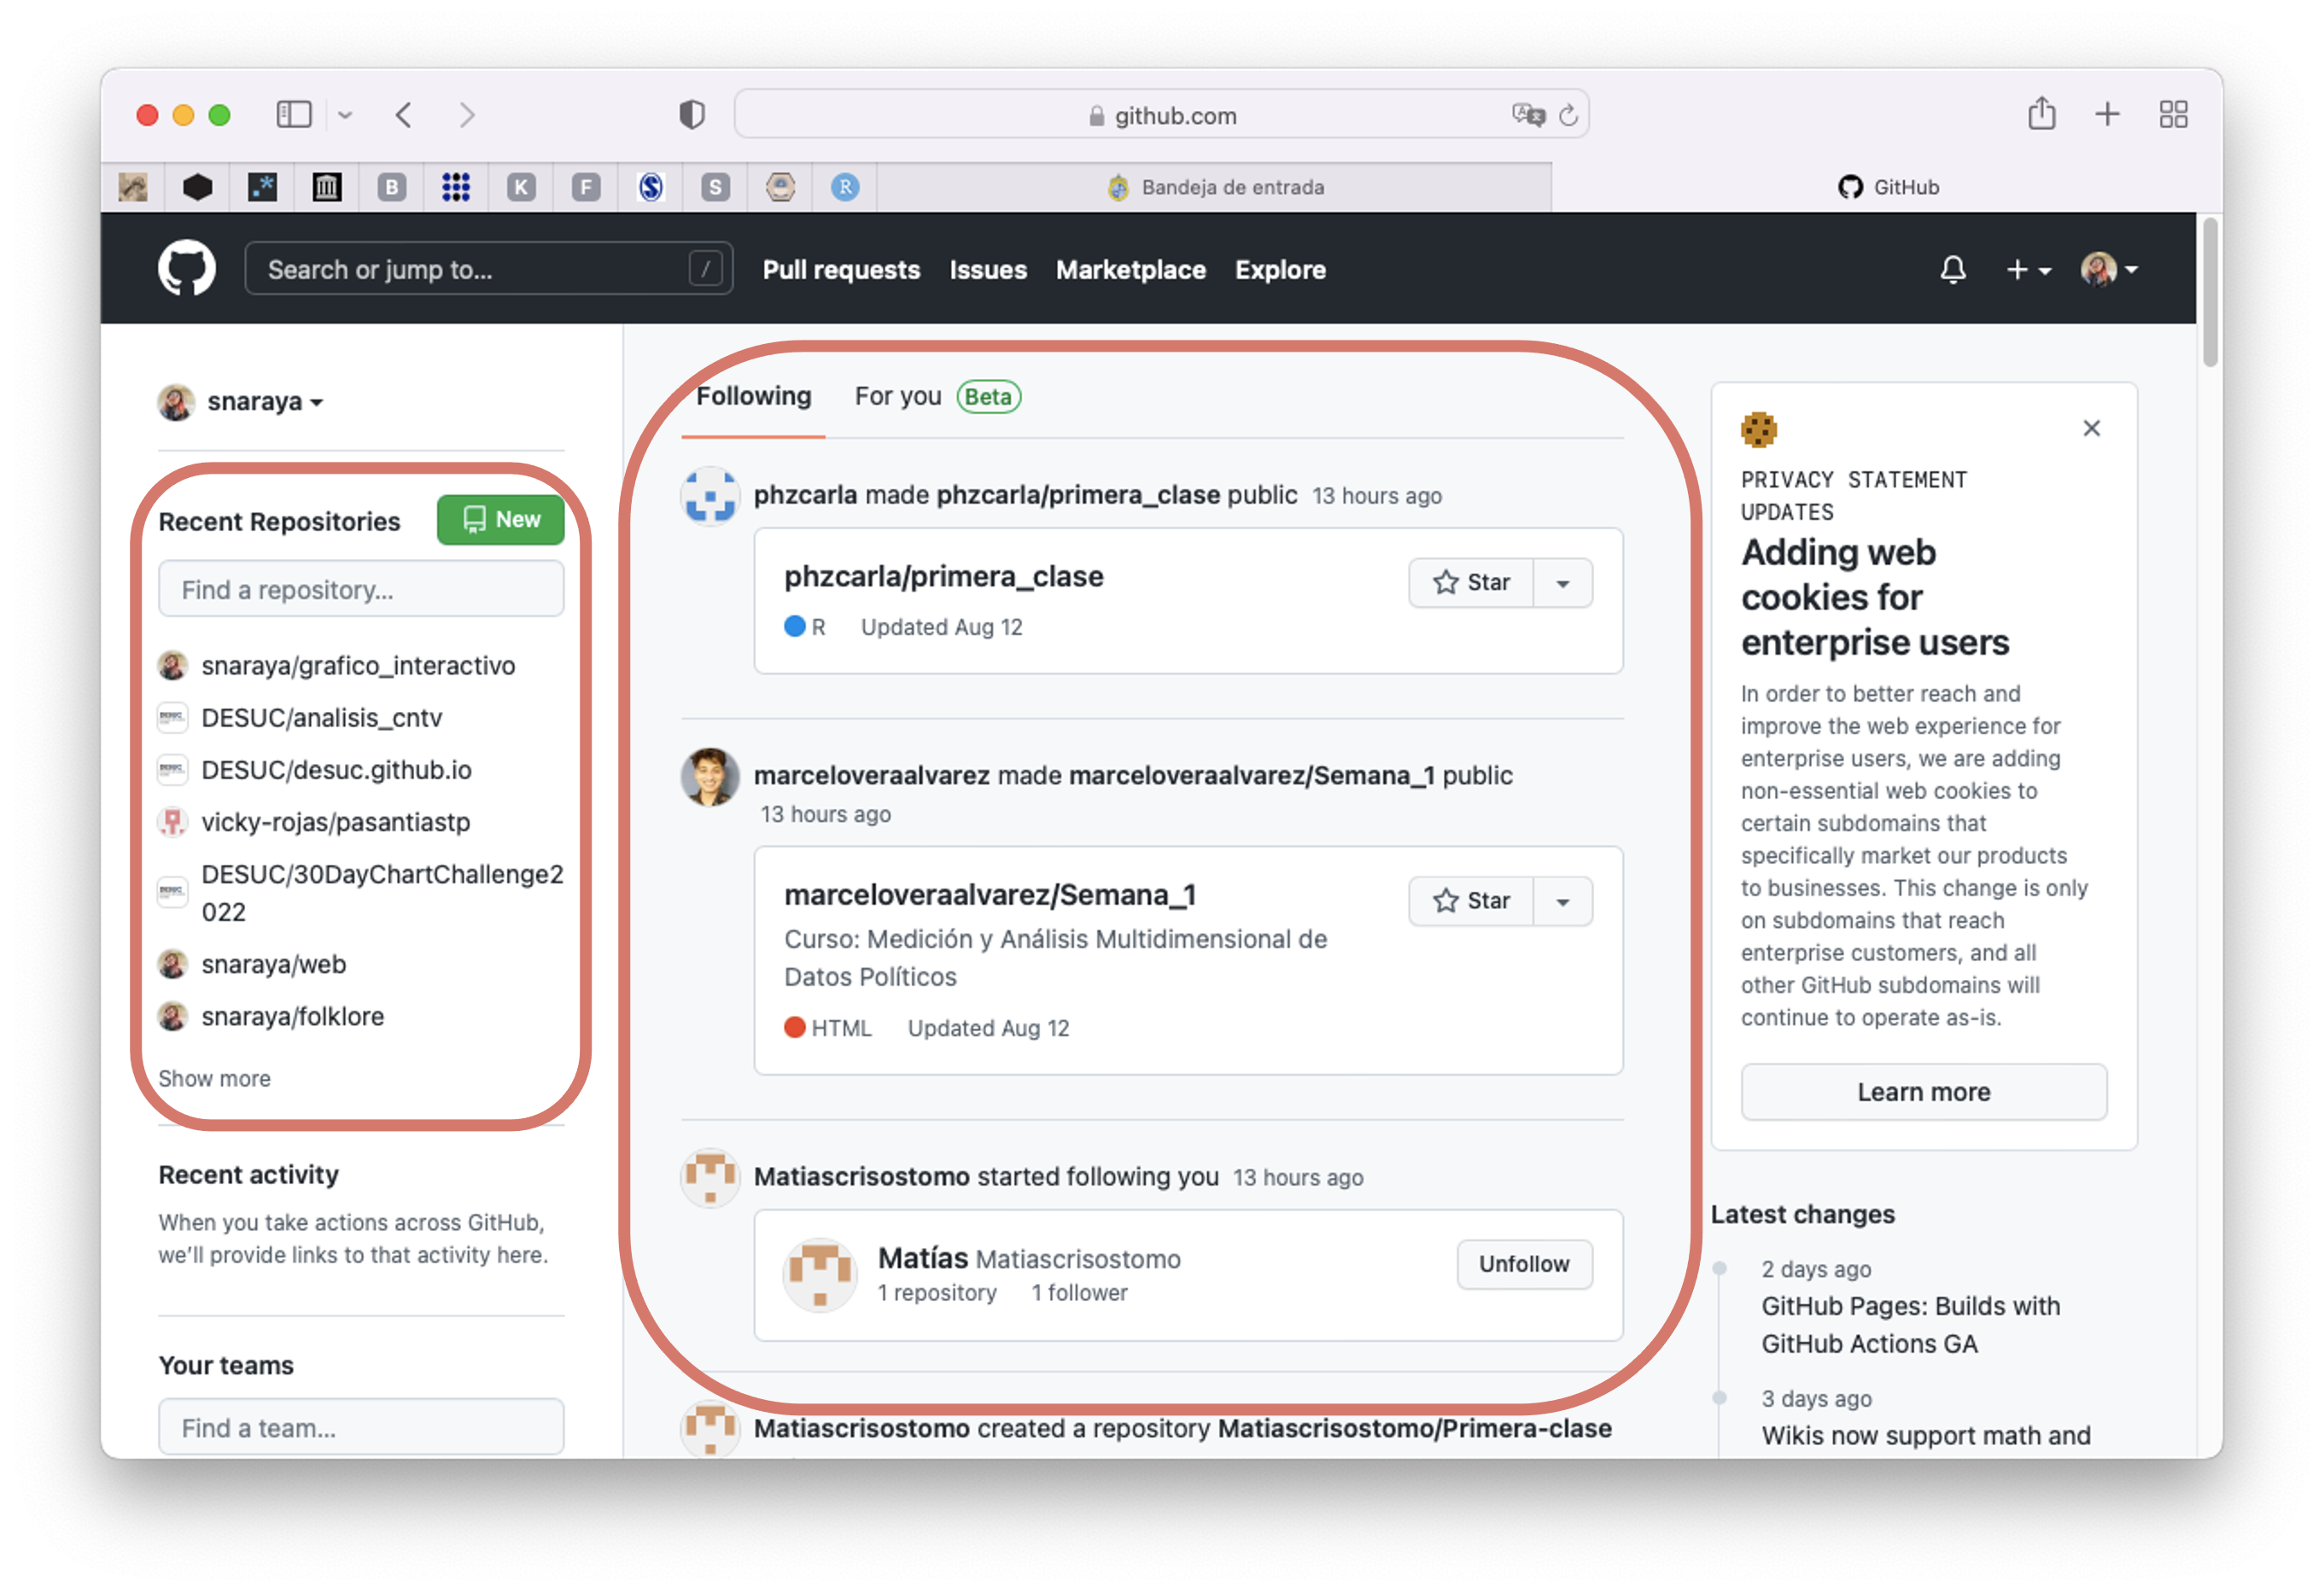 github.com
B
K
F
S
S
R
Bandeja de entrada
GitHub
Search or jump to...
/
Pull requests
Issues
Marketplace
Explore
snaraya
Recent Repositories
New
Find a repository...
snaraya/grafico_interactivo
DESUC/analisis_cntv
DESUC/desuc.github.io
vicky-rojas/pasantiastp
DESUC/30DayChartChallenge2
022
snaraya/web
snaraya/folklore
Show more
Recent activity
When you take actions across GitHub,
we'll provide links to that activity here.
Your teams
Find a team...
Following
For you
Beta
phzcarla made phzcarla/primera_clase public 13 hours ago
phzcarla/primera_clase
Star
R Updated Aug 12
marceloveraalvarez made marceloveraalvarez/Semana_1 public
13 hours ago
marceloveraalvarez/Semana_1
Star
Curso: Medición y Análisis Multidimensional de
Datos Políticos
HTML Updated Aug 12
Matiascrisostomo started following you 13 hours ago
Matías Matiascrisostomo
Unfollow
1 repository 1 follower
Matiascrisostomo created a repository Matiascrisostomo/Primera-clase
PRIVACY STATEMENT
UPDATES
Adding web
cookies for
enterprise users
In order to better reach and
improve the web experience for
enterprise users, we are adding
non-essential web cookies to
certain subdomains that
specifically market our products
to businesses. This change is only
on subdomains that reach
enterprise customers, and all
other GitHub subdomains will
continue to operate as-is.
Learn more
Latest changes
2 days ago
GitHub Pages: Builds with
GitHub Actions GA
3 days ago
Wikis now support math and